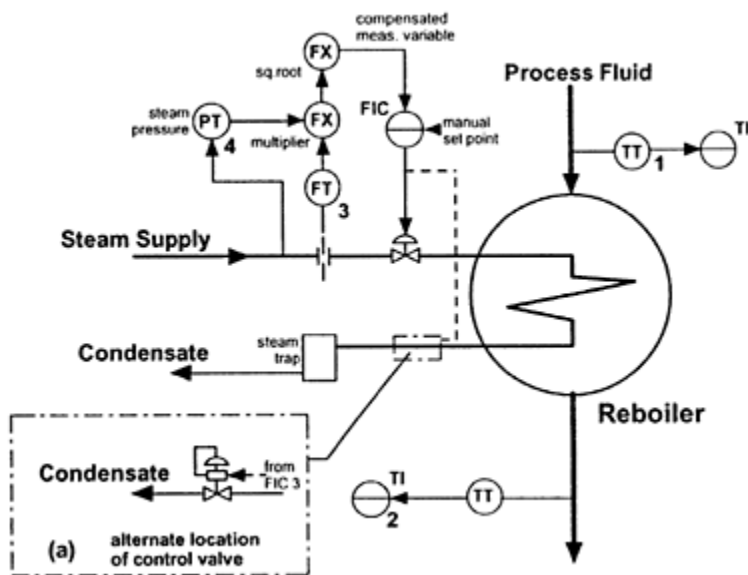 compensated
meas. variable
FX
sq.root
Process Fluid
FIC
steam
pressure
PT
4
FX
multiplier
manual
set point
TI
TT
1
FT
3
Steam Supply
Condensate
steam
trap
Reboiler
Condensate
from
FIC 3
TI
TT
2
(a)
alternate location
of control valve